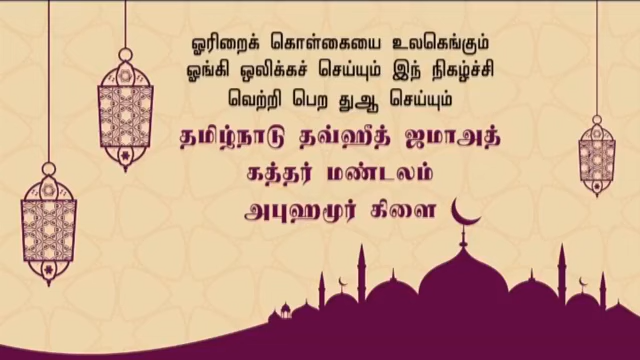 ஓரிறைக் கொள்கையை உலகெங்கும்
ஓங்கி ஒலிக்கச் செய்யும் இந் நிகழ்ச்சி
வெற்றி பெற துஆ செய்யும்
தமிழ்நாடு தவ்ஹீத் ஜமாஅத்
கத்தர் மண்டலம்
அபுஹமூர் கிளை